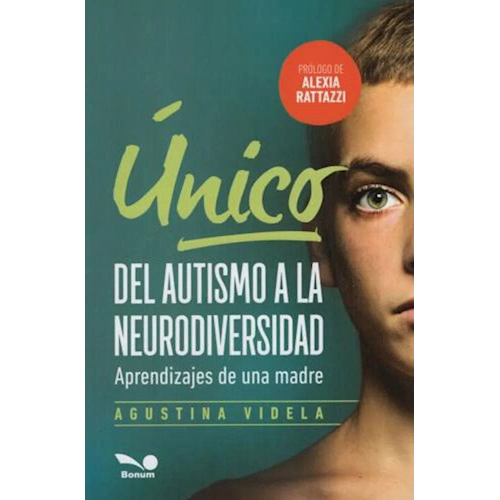 PRÓLOGO DE
ALEXIA
RATTAZZI
Único
DEL AUTISMO A LA
NEURODIVERSIDAD
Aprendizajes de una madre
AGUSTINA VIDELA
Bonum